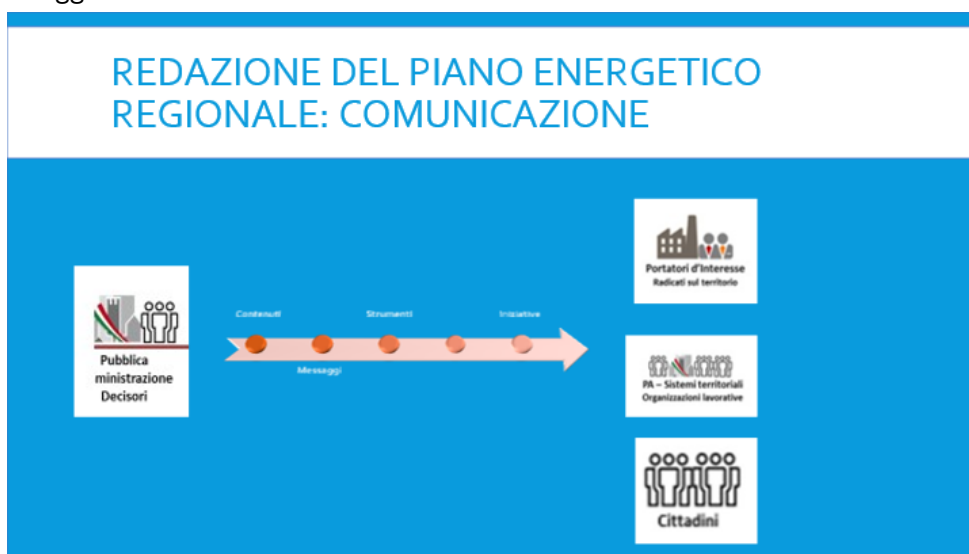 REDAZIONE DEL PIANO ENERGETICO
REGIONALE: COMUNICAZIONE
Pubblica
ministrazione
Decisori
Contenuti
Messaggi
Strumenti
Iniziative
Portatori d'Interesse
Radicati sul territorio
PA – Sistemi territoriali
Organizzazioni lavorative
Cittadini